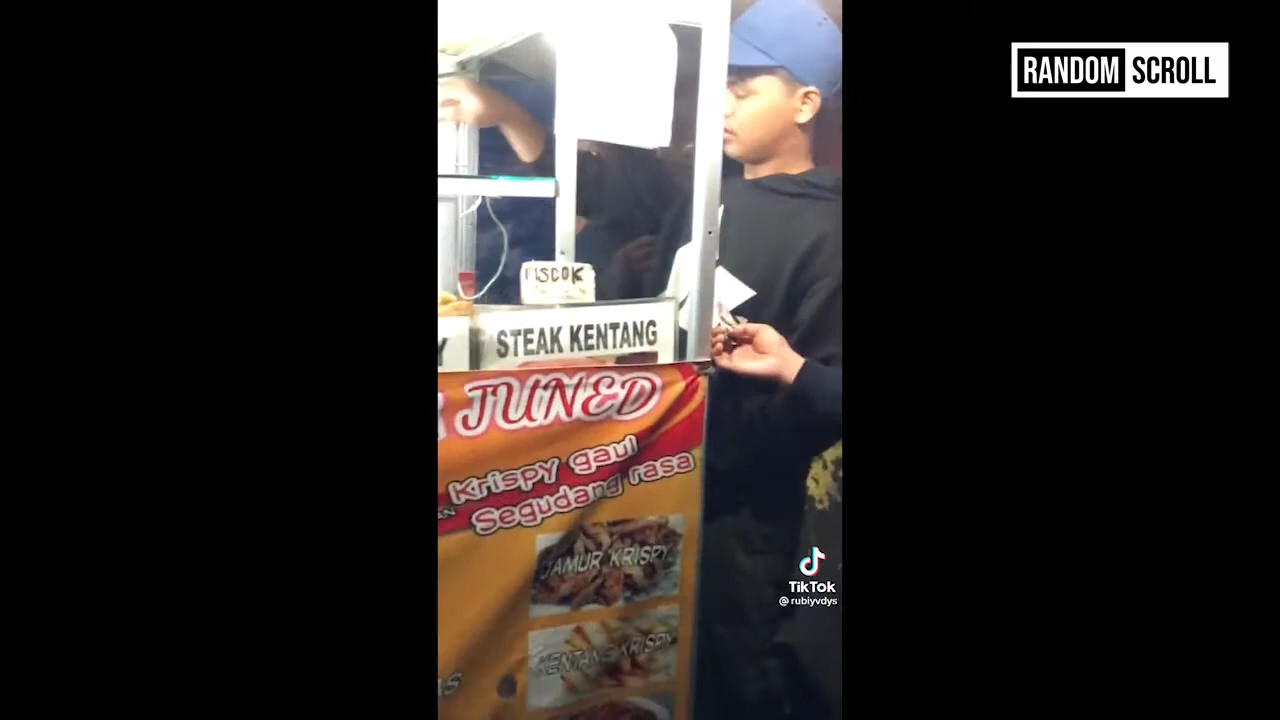 RANDOM SCROLL
PISCOK
Y
STEAK KENTANG
JUNED
Krispy gaul
Segudang rasa
JAMUR KRISPY
KENTANG KRISPY
TikTok
@rubiyvdys